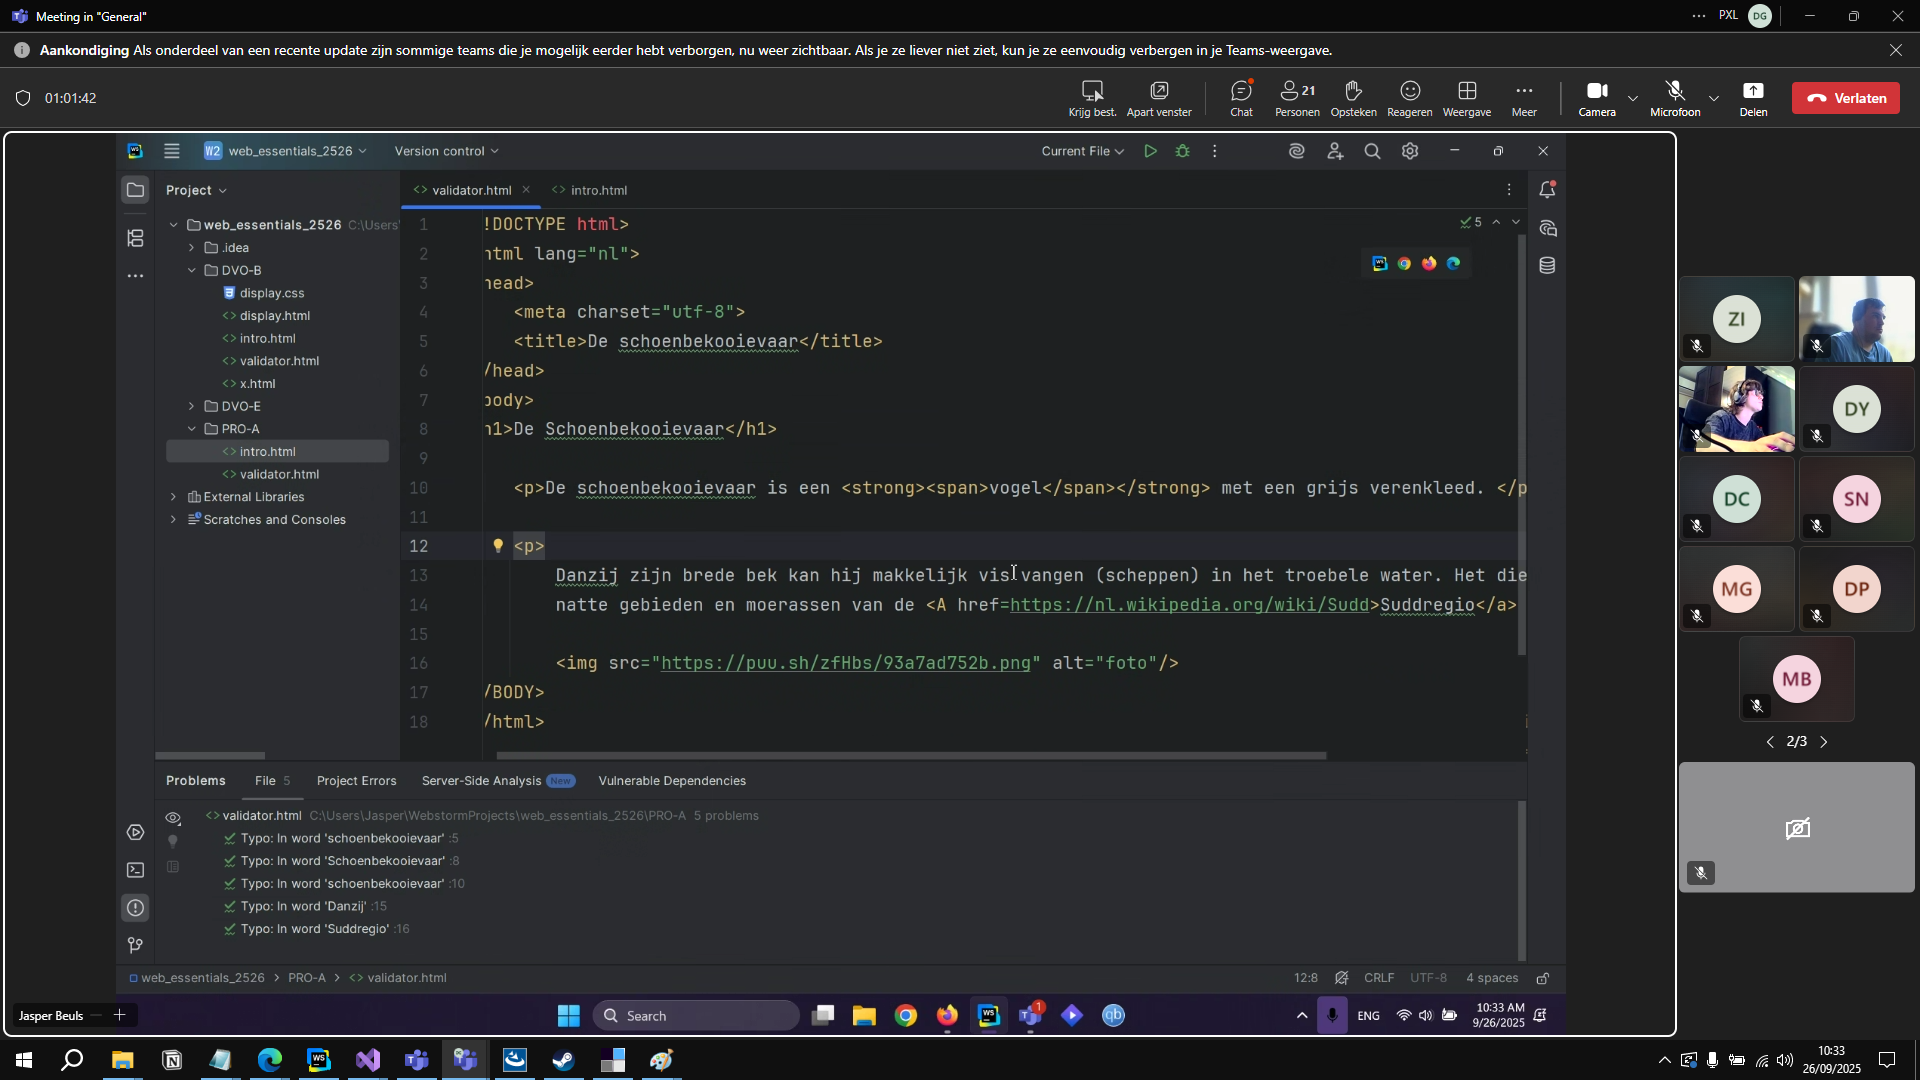 Meeting in "General"
PXL DG
Aankondiging Als onderdeel van een recente update zijn sommige teams die je mogelijk eerder hebt verborgen, nu weer zichtbaar. Als je ze liever niet ziet, kun je ze eenvoudig verbergen in je Teams-weergave.
01:01:42
Krijg best. Apart venster Chat 21 Personen Opsteken Reageren Weergave Meer Camera Microfoon Delen Verlaten
WS W2 web_essentials_2526 Version control Current File
Project
validator.html intro.html
web_essentials_2526 C:\Users
.idea
DVO-B
display.css
display.html
intro.html
validator.html
x.html
DVO-E
PRO-A
intro.html
validator.html
External Libraries
Scratches and Consoles
5
1 !DOCTYPE html>
2 html lang="nl">
3 head>
4 <meta charset="utf-8">
5 <title>De schoenbekooievaar</title>
6 /head>
7 body>
8 h1>De Schoenbekooievaar</h1>
9
10 <p>De schoenbekooievaar is een <strong><span>vogel</span></strong> met een grijs verenkleed. </p
11
12 <p>
13 Danzij zijn brede bek kan hij makkelijk vis vangen (scheppen) in het troebele water. Het die
14 natte gebieden en moerassen van de <A href=https://nl.wikipedia.org/wiki/Sudd>Suddregio</a>
15
16 <img src="https://puu.sh/zfHbs/93a7ad752b.png" alt="foto"/>
17 /BODY>
18 /html>
Problems File 5 Project Errors Server-Side Analysis New Vulnerable Dependencies
validator.html C:\Users\Jasper\WebstormProjects\web_essentials_2526\PRO-A 5 problems
Typo: In word 'schoenbekooievaar' :5
Typo: In word 'Schoenbekooievaar' :8
Typo: In word 'schoenbekooievaar' :10
Typo: In word 'Danzij' :15
Typo: In word 'Suddregio' :16
web_essentials_2526 > PRO-A > validator.html
12:8 CRLF UTF-8 4 spaces
Jasper Beuls
Search
WS
1
qb
ENG
10:33 AM
9/26/2025
ZI
DY
DC
SN
MG
DP
MB
2/3
WS
10:33
26/09/2025